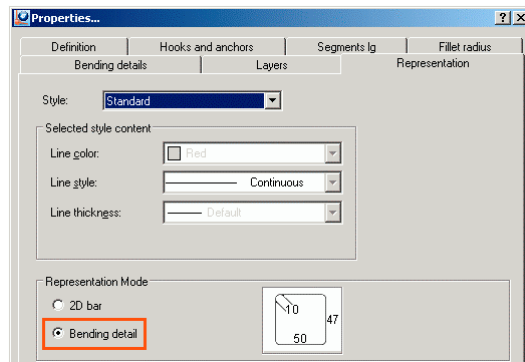 Properties...
Definition Hooks and anchors Segments lg Fillet radius
Bending details Layers Representation
Style: Standard
Selected style content
Line color: Red
Line style: Continuous
Line thickness: Default
Representation Mode
2D bar
10
47
Bending detail
50